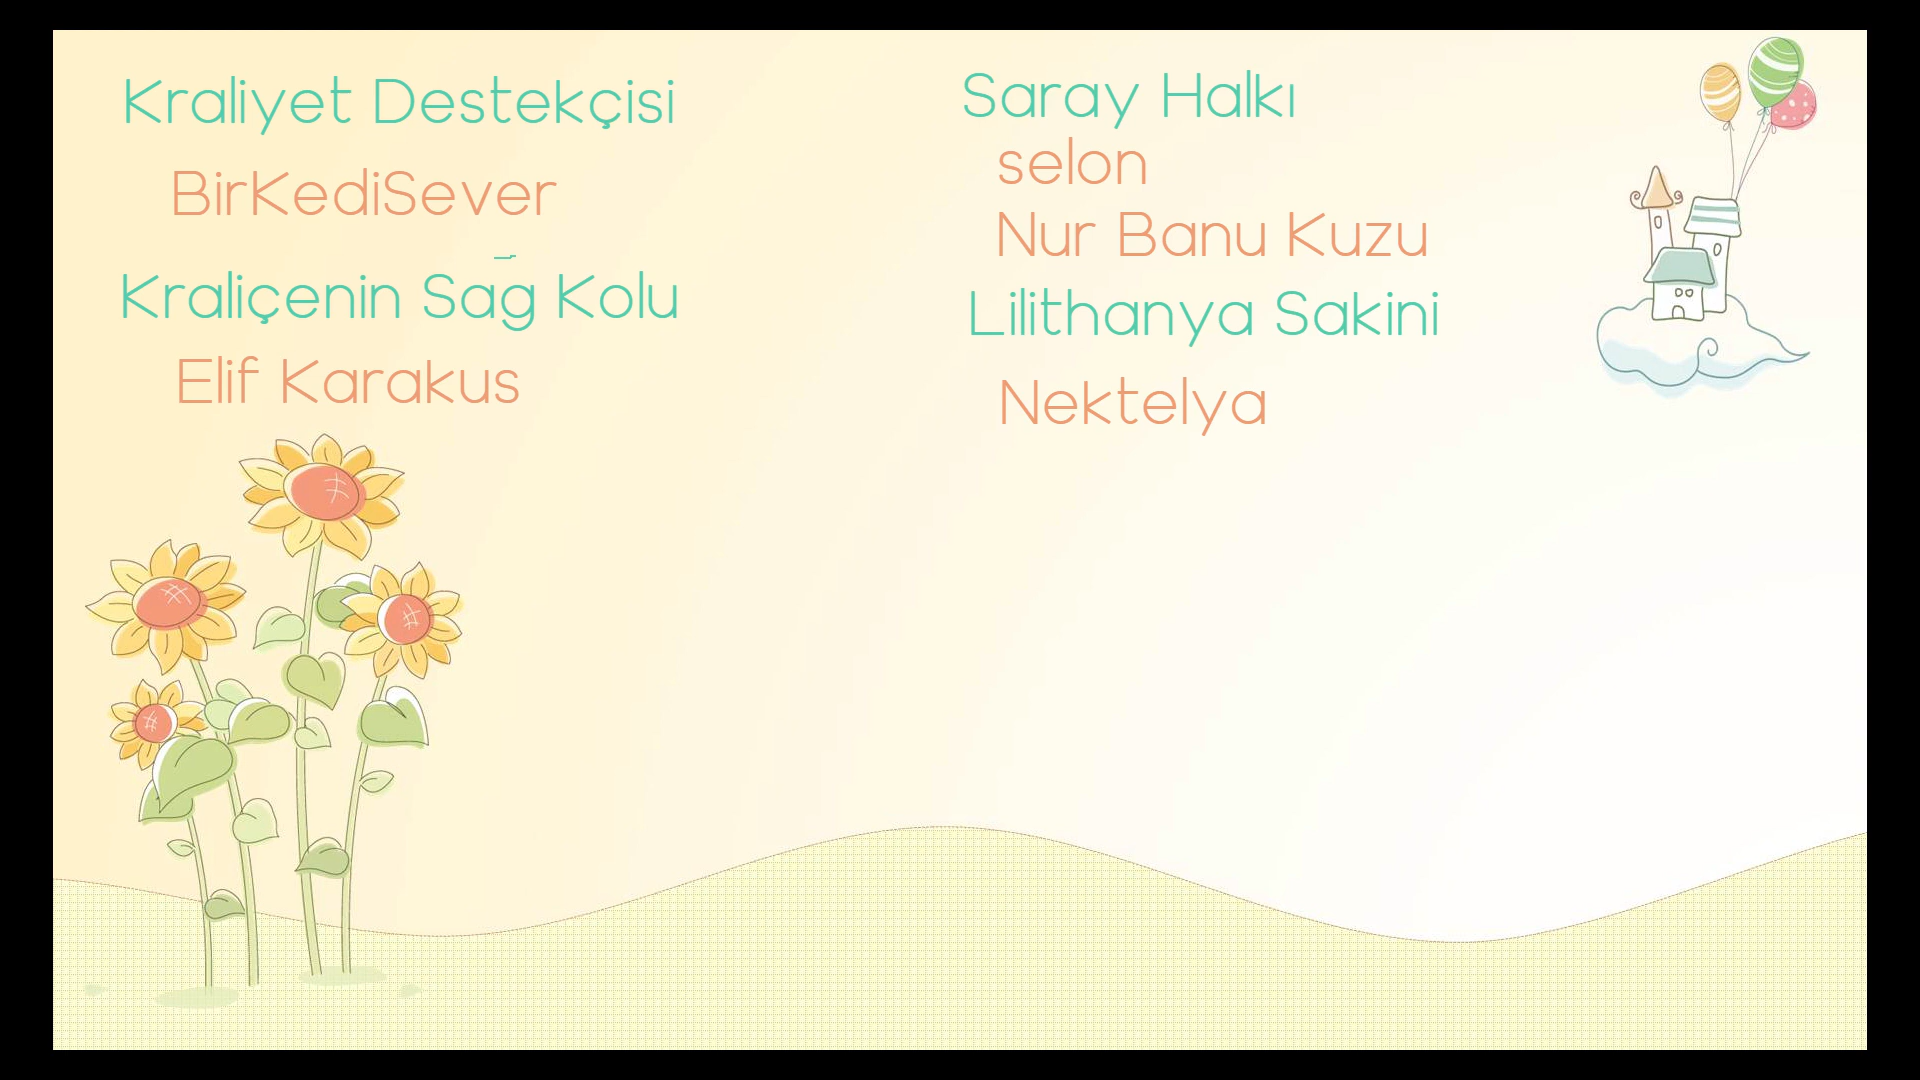 Kraliyet Destekçisi
BirKediSever
Kraliçenin Sağ Kolu
Elif Karakus
Saray Halkı
selon
Nur Banu Kuzu
Lilithanya Sakini
Nektelya